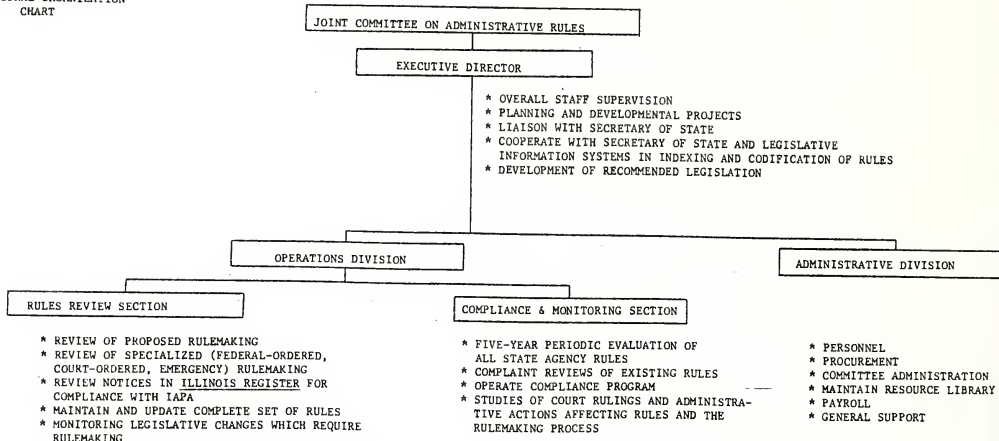 CHART
JOINT COMMITTEE ON ADMINISTRATIVE RULES
EXECUTIVE DIRECTOR
* OVERALL STAFF SUPERVISION
* PLANNING AND DEVELOPMENTAL PROJECTS
* LIAISON WITH SECRETARY OF STATE
* COOPERATE WITH SECRETARY OF STATE AND LEGISLATIVE
INFORMATION SYSTEMS IN INDEXING AND CODIFICATION OF RULES
* DEVELOPMENT OF RECOMMENDED LEGISLATION
OPERATIONS DIVISION
ADMINISTRATIVE DIVISION
RULES REVIEW SECTION
COMPLIANCE & MONITORING SECTION
* REVIEW OF PROPOSED RULEMAKING
* REVIEW OF SPECIALIZED (FEDERAL-ORDERED,
COURT-ORDERED, EMERGENCY) RULEMAKING
* REVIEW NOTICES IN ILLINOIS REGISTER FOR
COMPLIANCE WITH IAPA
* MAINTAIN AND UPDATE COMPLETE SET OF RULES
* MONITORING LEGISLATIVE CHANGES WHICH REQUIRE
RULEMAKING
* FIVE-YEAR PERIODIC EVALUATION OF
ALL STATE AGENCY RULES
* COMPLAINT REVIEWS OF EXISTING RULES
* OPERATE COMPLIANCE PROGRAM
* STUDIES OF COURT RULINGS AND ADMINISTRA-
TIVE ACTIONS AFFECTING RULES AND THE
RULEMAKING PROCESS
* PERSONNEL
* PROCUREMENT
* COMMITTEE ADMINISTRATION
* MAINTAIN RESOURCE LIBRARY
* PAYROLL
* GENERAL SUPPORT